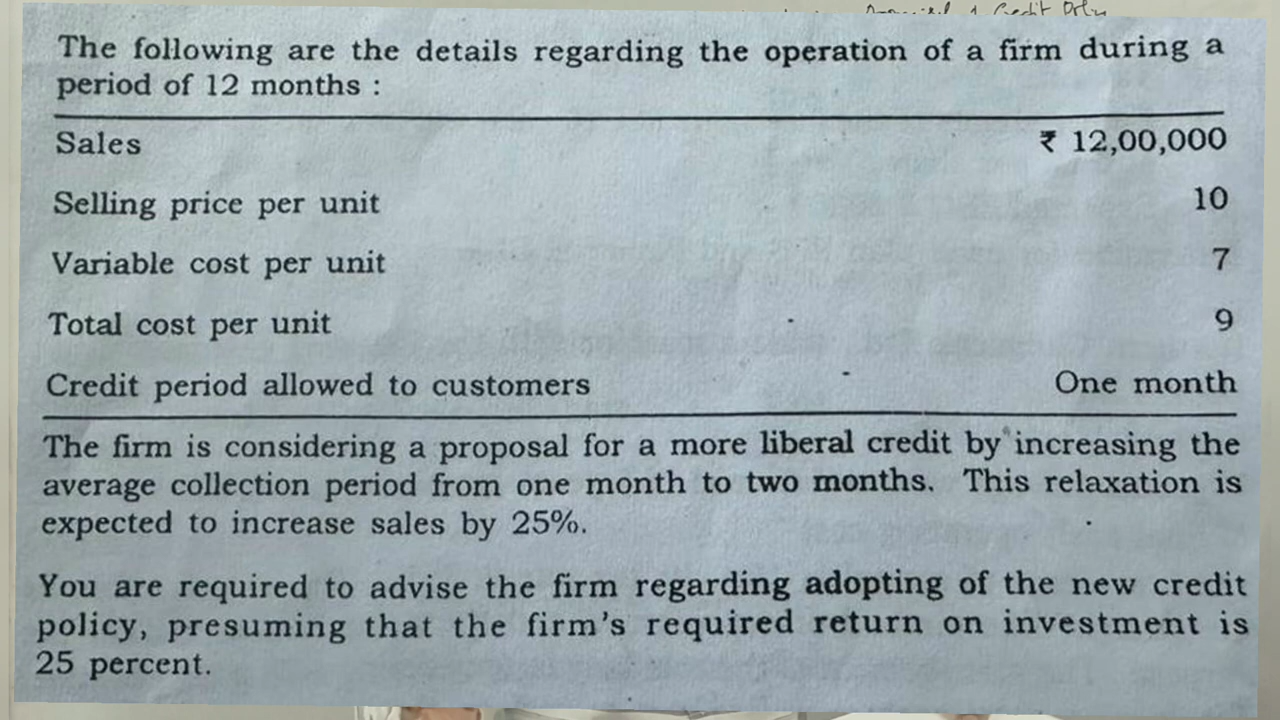 Credit Only
The following are the details regarding the operation of a firm during a
period of 12 months :
Sales ₹ 12,00,000
Selling price per unit 10
Variable cost per unit 7
Total cost per unit 9
Credit period allowed to customers One month
The firm is considering a proposal for a more liberal credit by increasing the
average collection period from one month to two months. This relaxation is
expected to increase sales by 25%.
You are required to advise the firm regarding adopting of the new credit
policy, presuming that the firm's required return on investment is
25 percent.